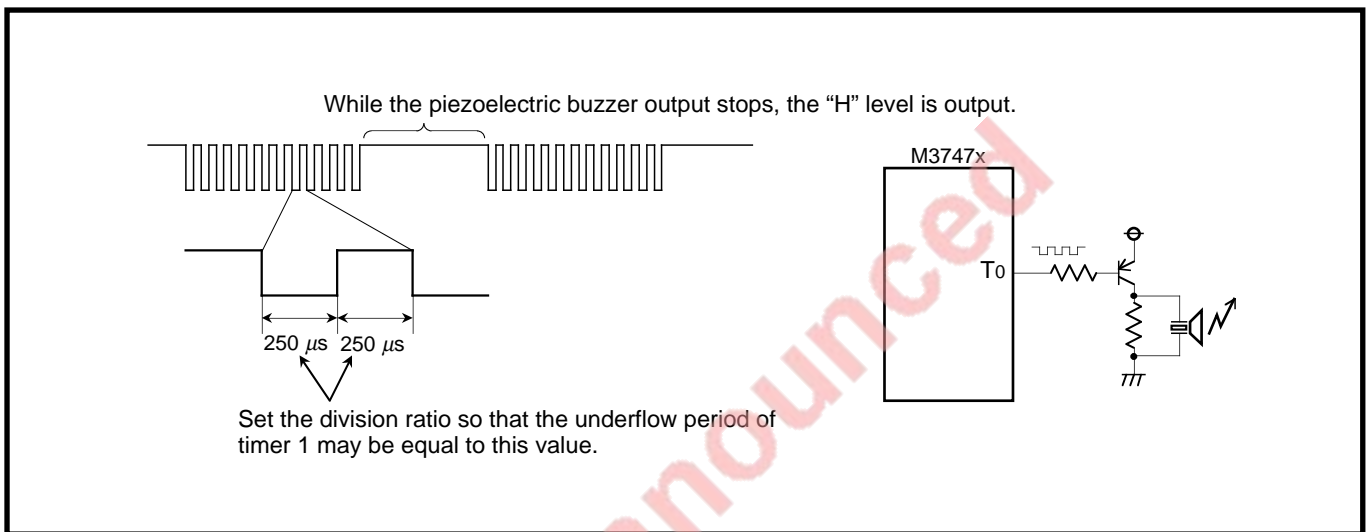 While the piezoelectric buzzer output stops, the “H” level is output.
M3747x
T0
250 μs 250 μs
Set the division ratio so that the underflow period of
timer 1 may be equal to this value.
nounced